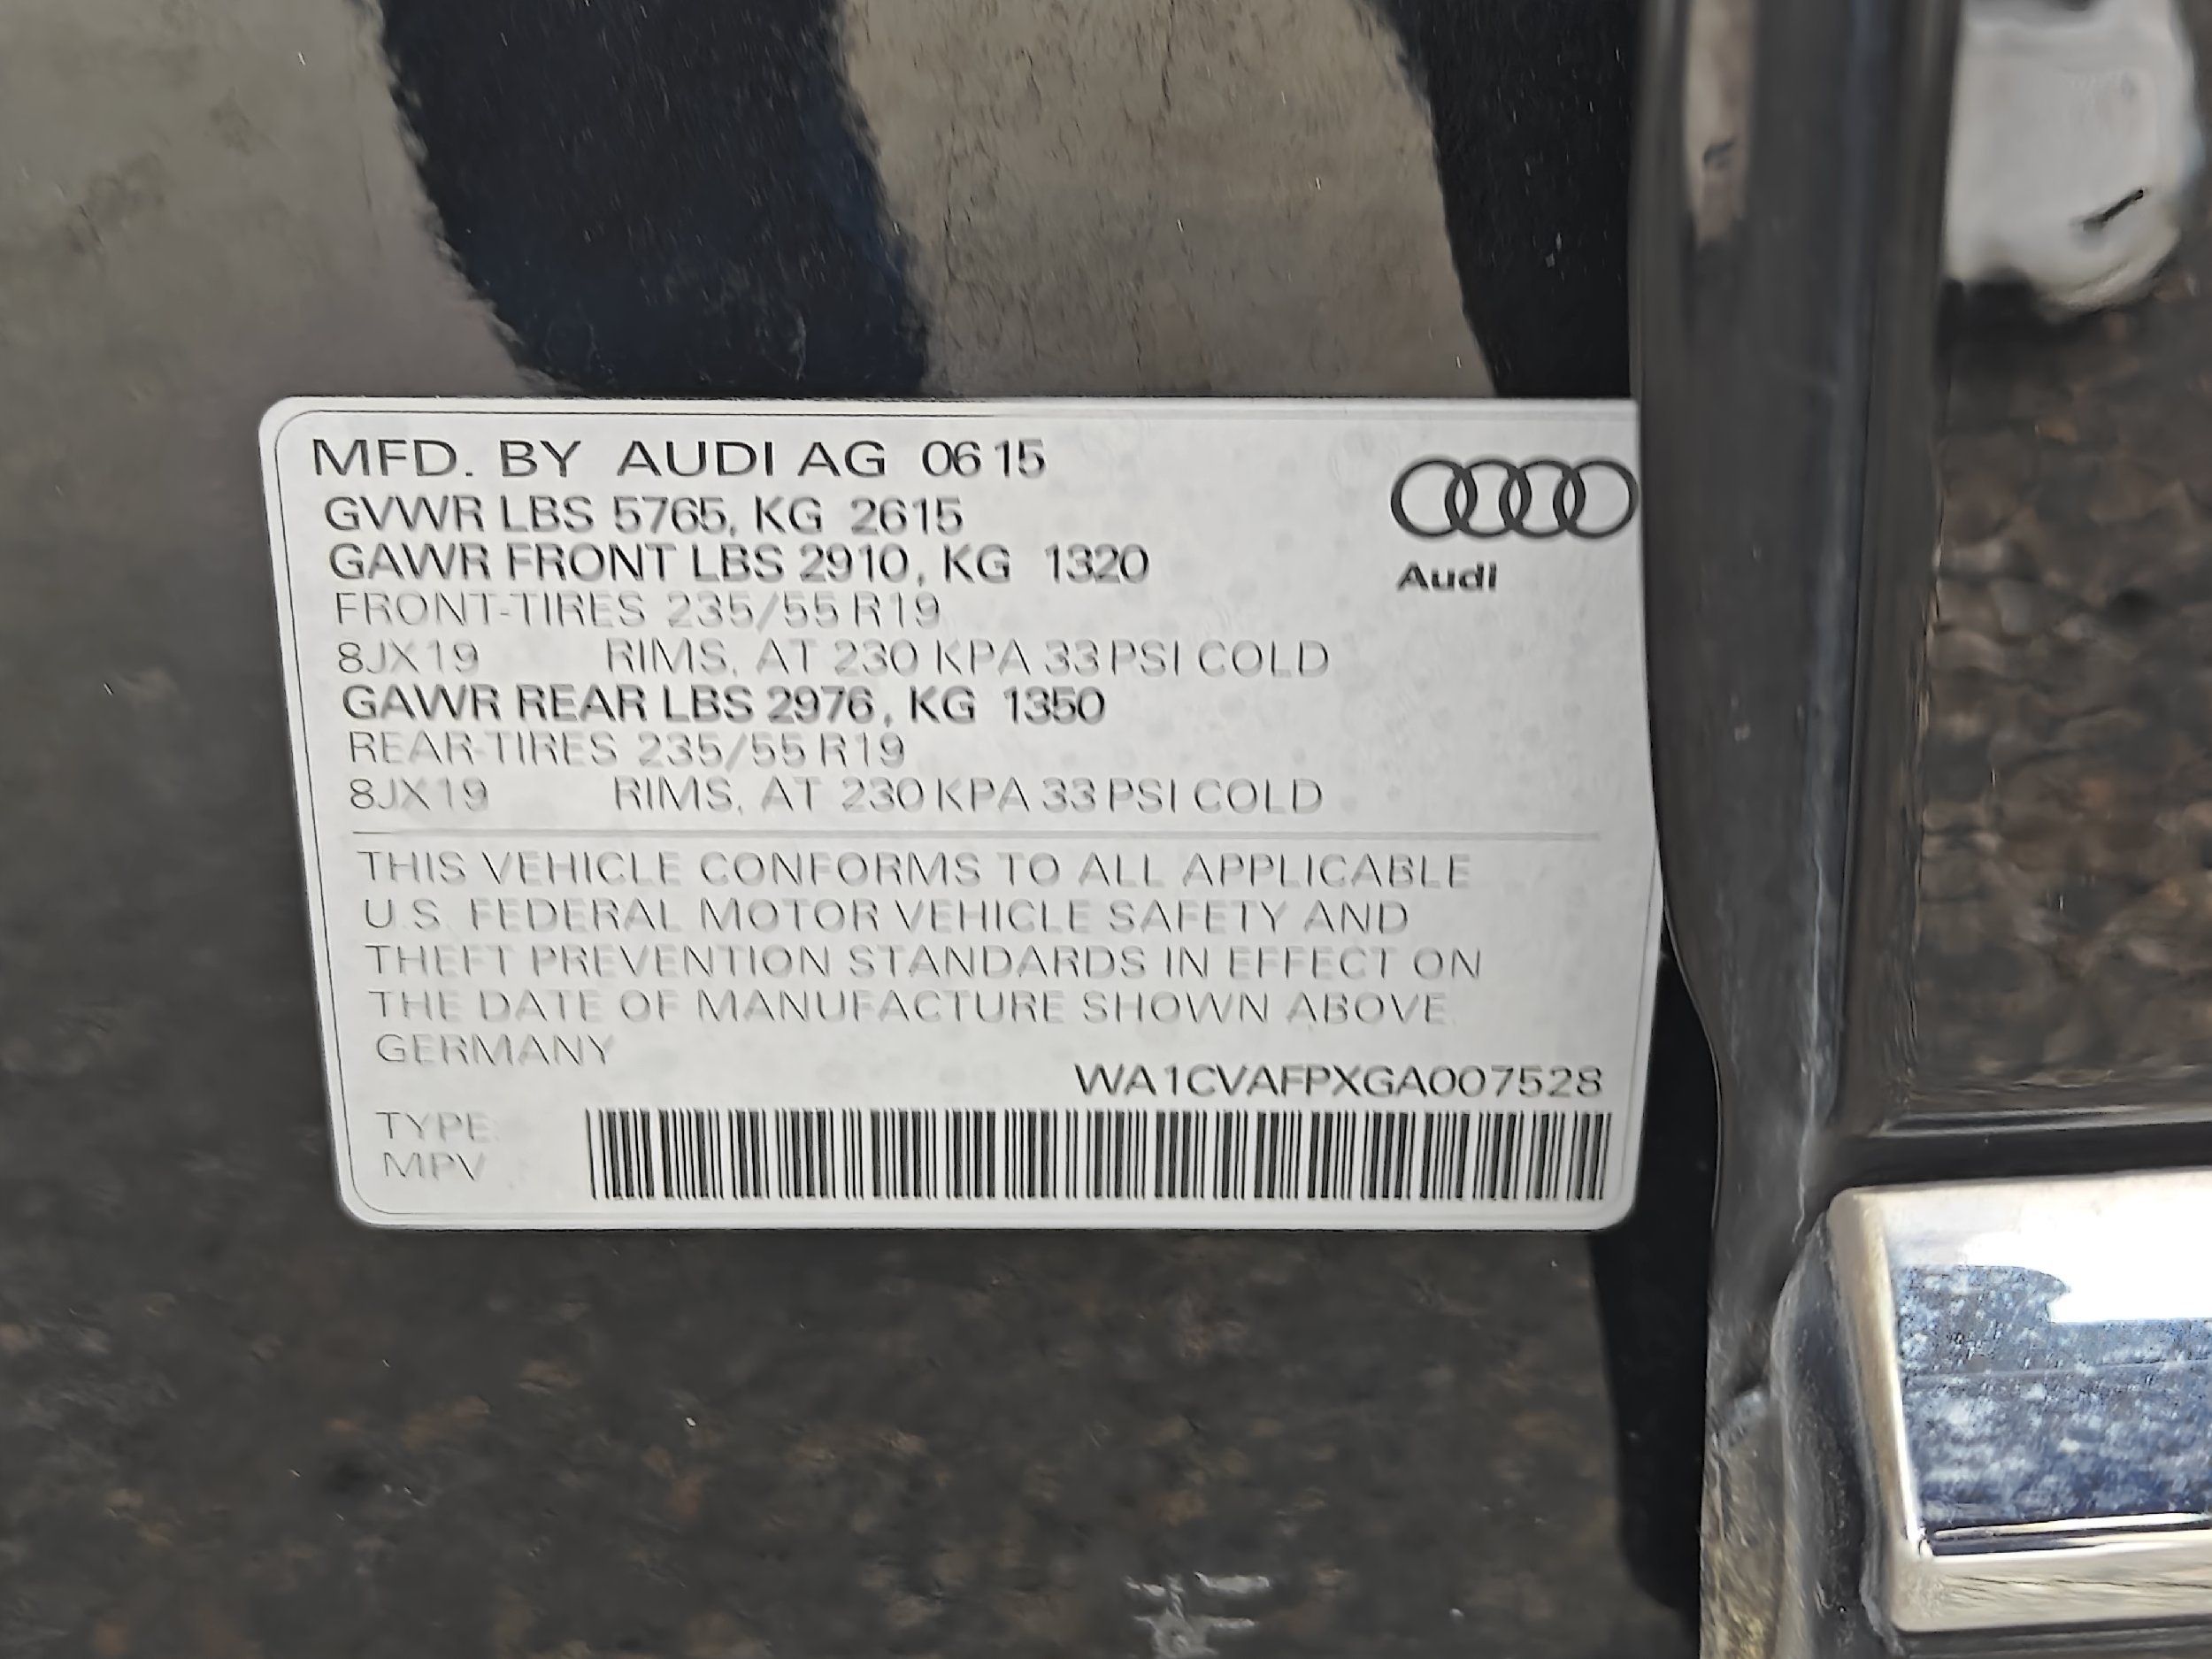 MFD. BY AUDI AG 0615
GVWR LBS 5765, KG 2615
GAWR FRONT LBS 2910, KG 1320
FRONT-TIRES 235/55 R19
8JX19 RIMS, AT 230 KPA 33 PSI COLD
GAWR REAR LBS 2976, KG 1350
REAR-TIRES 235/55 R19
8JX19 RIMS, AT 230 KPA 33 PSI COLD
Audi
THIS VEHICLE CONFORMS TO ALL APPLICABLE
U.S. FEDERAL MOTOR VEHICLE SAFETY AND
THEFT PREVENTION STANDARDS IN EFFECT ON
THE DATE OF MANUFACTURE SHOWN ABOVE.
GERMANY
WA1CVAFPXGA007528
TYPE:
MPV